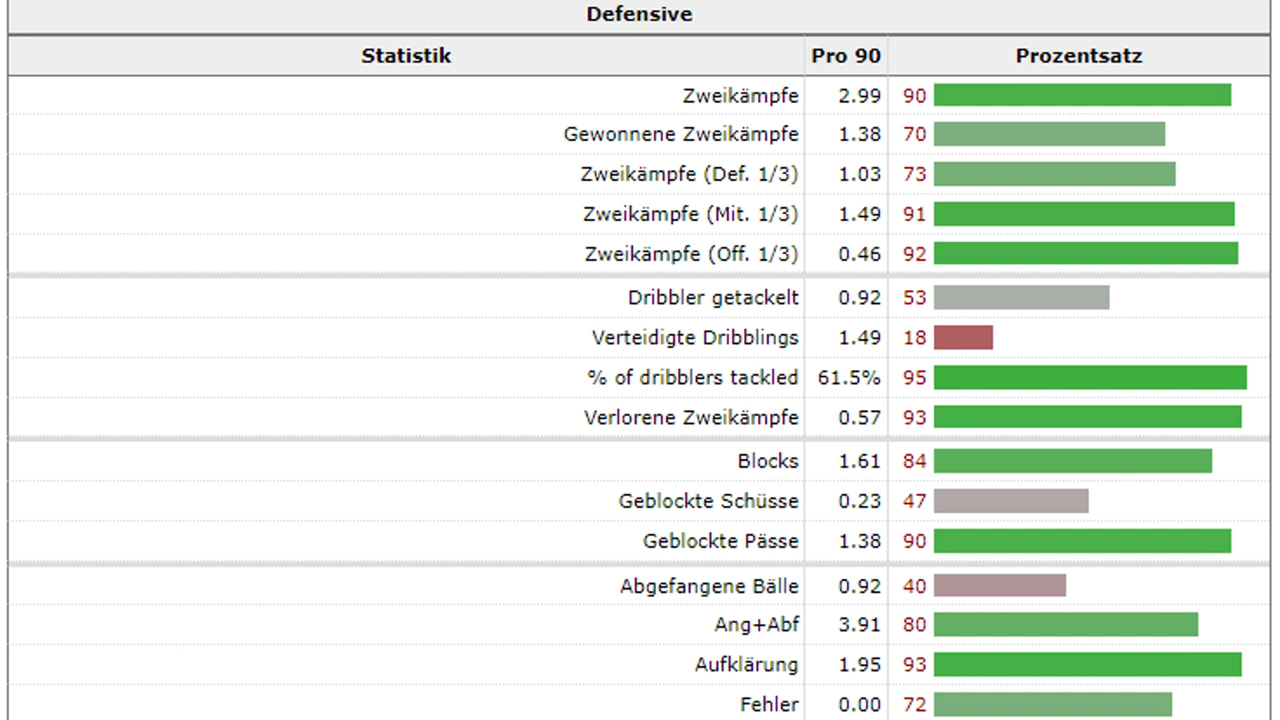 Defensive
Statistik Pro 90 Prozentsatz
Zweikämpfe 2.99 90
Gewonnene Zweikämpfe 1.38 70
Zweikämpfe (Def. 1/3) 1.03 73
Zweikämpfe (Mit. 1/3) 1.49 91
Zweikämpfe (Off. 1/3) 0.46 92
Dribbler getackelt 0.92 53
Verteidigte Dribblings 1.49 18
% of dribblers tackled 61.5% 95
Verlorene Zweikämpfe 0.57 93
Blocks 1.61 84
Geblockte Schüsse 0.23 47
Geblockte Pässe 1.38 90
Abgefangene Bälle 0.92 40
Ang+Abf 3.91 80
Aufklärung 1.95 93
Fehler 0.00 72